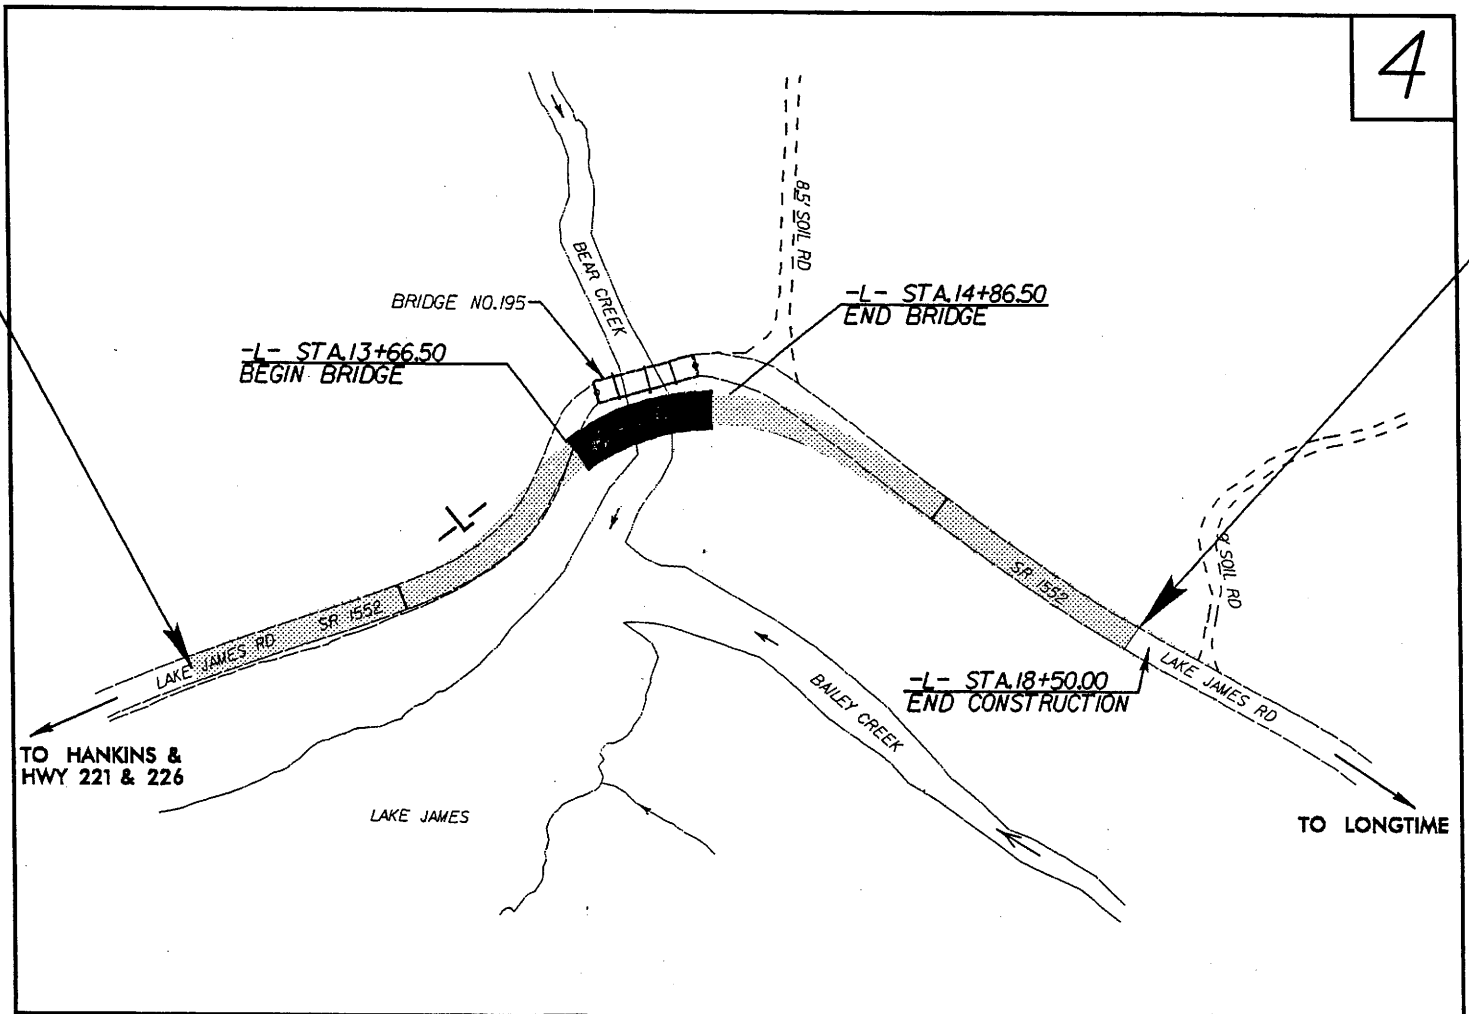 4
8.5' SOIL RD
BEAR CREEK
BRIDGE NO.195
-L- STA.14+86.50
END BRIDGE
-L- STA.13+66.50
BEGIN BRIDGE
-L-
9' SOIL RD
SR 1552
SR 1552
LAKE JAMES RD
LAKE JAMES RD
-L- STA.18+50.00
END CONSTRUCTION
BAILEY CREEK
TO HANKINS &
HWY 221 & 226
LAKE JAMES
TO LONGTIME